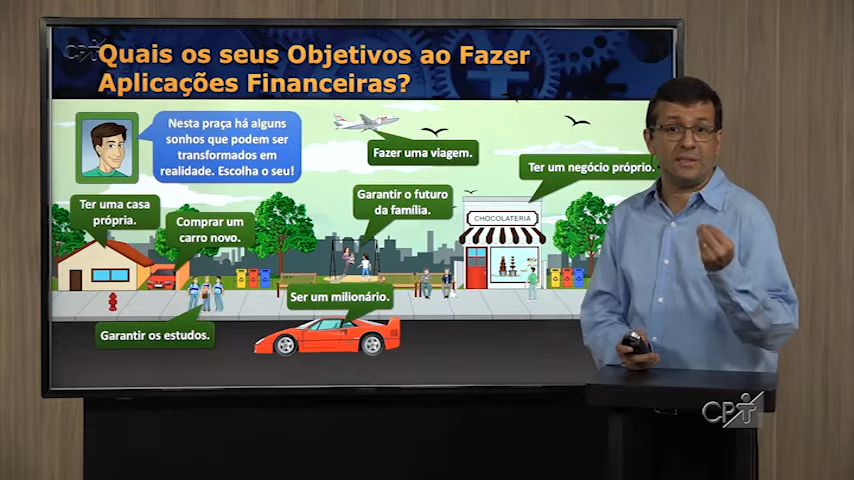 CPT
Quais os seus Objetivos ao Fazer
Aplicações Financeiras?
Nesta praça há alguns
sonhos que podem ser
transformados em
realidade. Escolha o seu!
Fazer uma viagem.
Ter um negócio próprio.
Ter uma casa
própria.
Comprar um
carro novo.
Garantir o futuro
da família.
CHOCOLATERIA
Ser um milionário.
Garantir os estudos.
CPT